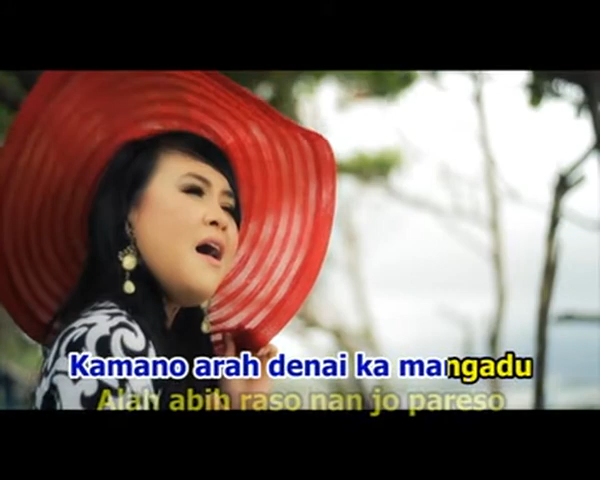 Kamano arah denai ka mangadu
Alah abih raso nan jo pareso